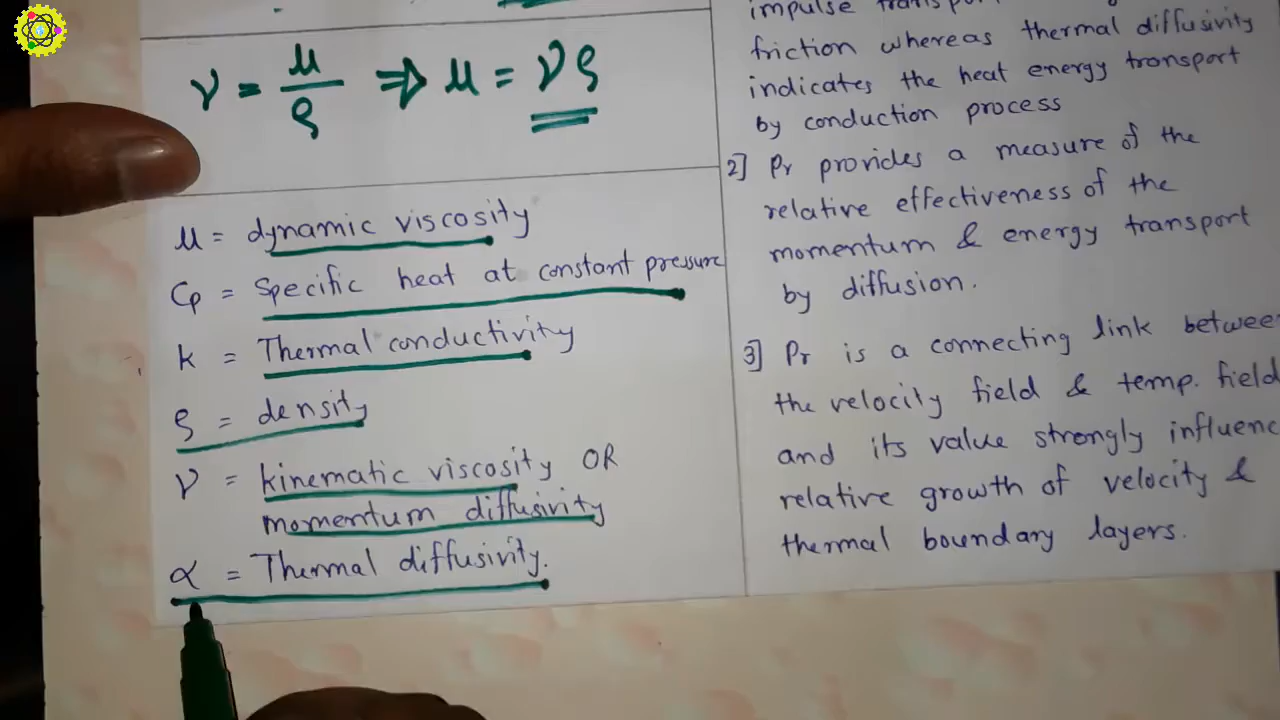 ν = μ/ρ ⇒ μ = νρ
μ = dynamic viscosity
Cp = Specific heat at constant pressure
k = Thermal conductivity
ρ = density
ν = kinematic viscosity OR
momentum diffusivity
α = Thermal diffusivity.
impulse
friction whereas thermal diffusivity
indicates the heat energy transport
by conduction process
2] Pr provides a measure of the
relative effectiveness of the
momentum & energy transport
by diffusion.
3] Pr is a connecting link betwee
the velocity field & temp. field
and its value strongly influenc
relative growth of velocity &
thermal boundary layers.